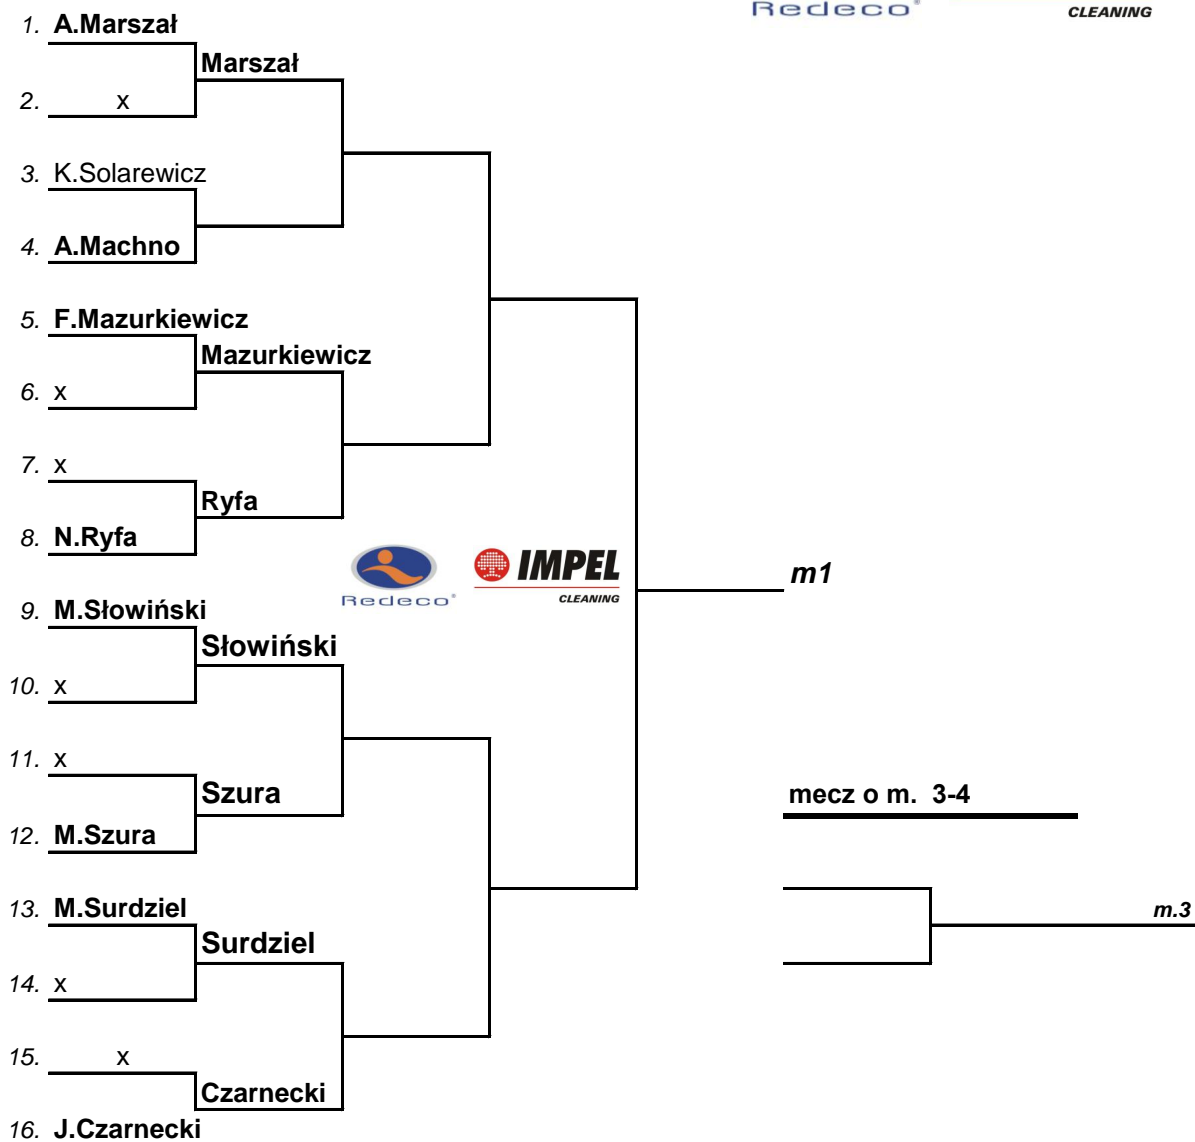 Redeco®
CLEANING
1. A.Marszał
Marszał
2. x
3. K.Solarewicz
4. A.Machno
5. F.Mazurkiewicz
Mazurkiewicz
6. x
7. x
Ryfa
8. N.Ryfa
Redeco®
IMPEL
CLEANING
m1
9. M.Słowiński
Słowiński
10. x
11. x
Szura
mecz o m. 3-4
12. M.Szura
13. M.Surdziel
m.3
Surdziel
14. x
15. x
Czarnecki
16. J.Czarnecki